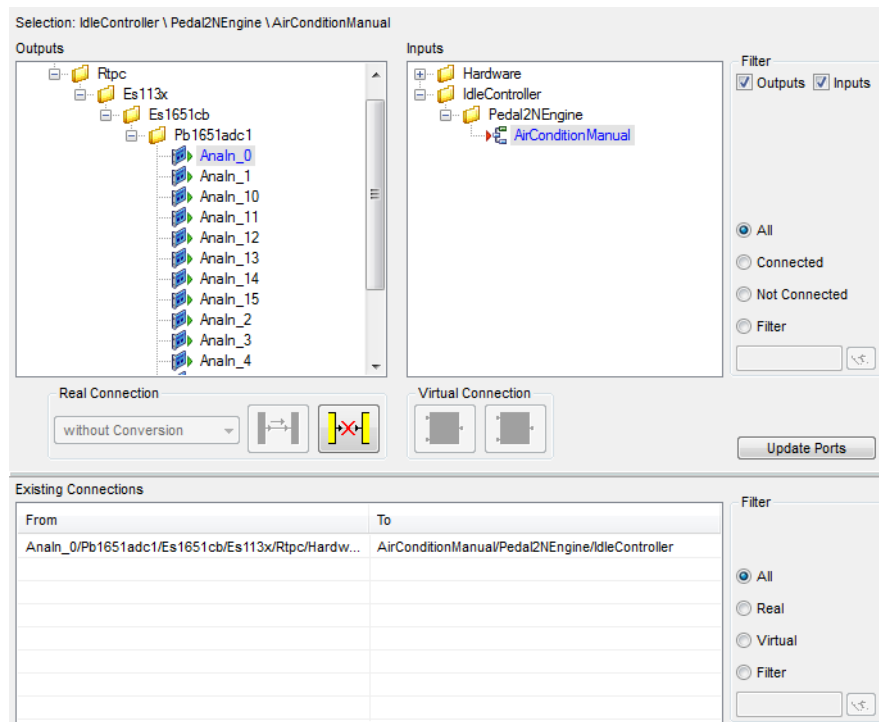 Selection: IdleController \ Pedal2NEngine \ AirConditionManual
Outputs
Rtpc
Es113x
Es1651cb
Pb1651adc1
AnaIn_0
AnaIn_1
AnaIn_10
AnaIn_11
AnaIn_12
AnaIn_13
AnaIn_14
AnaIn_15
AnaIn_2
AnaIn_3
AnaIn_4
Inputs
Hardware
IdleController
Pedal2NEngine
AirConditionManual
Filter
Outputs Inputs
All
Connected
Not Connected
Filter
Real Connection
without Conversion
Virtual Connection
Update Ports
Existing Connections
From To
AnaIn_0/Pb1651adc1/Es1651cb/Es113x/Rtpc/Hardw... AirConditionManual/Pedal2NEngine/IdleController
Filter
All
Real
Virtual
Filter